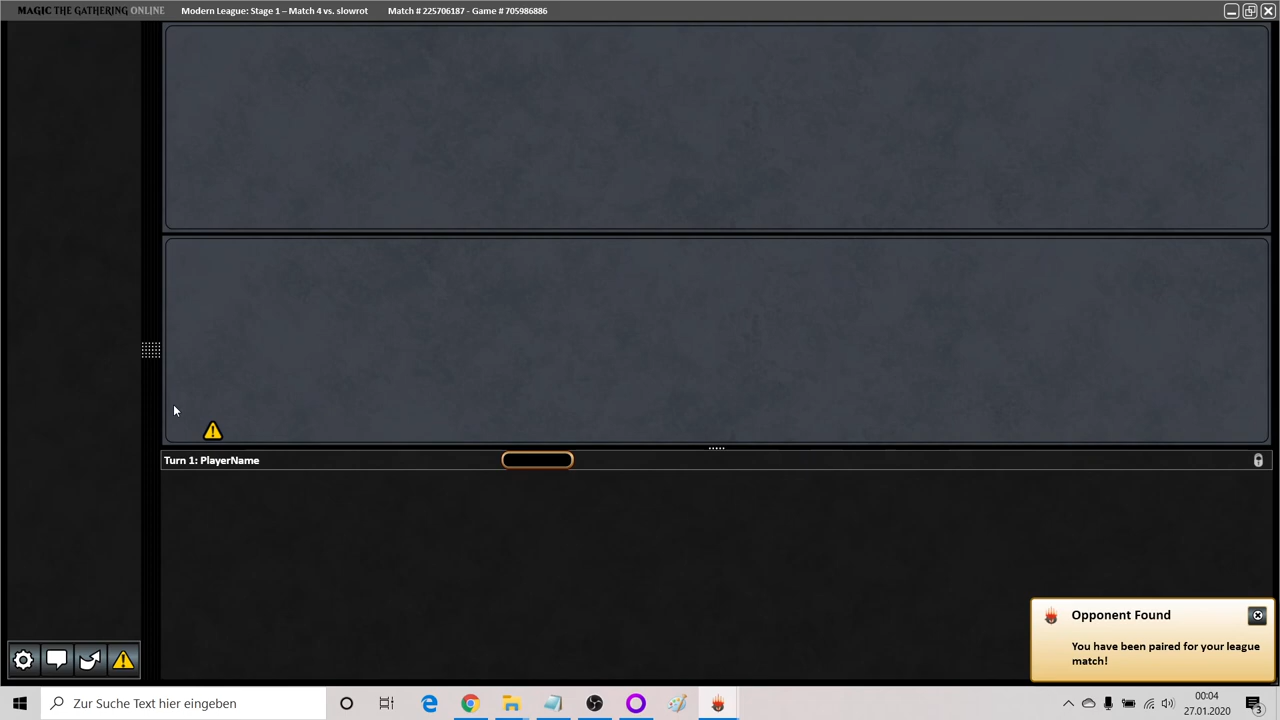 MAGIC THE GATHERING ONLINE Modern League: Stage 1 – Match 4 vs. slowrot Match # 225706187 - Game # 705986886
Turn 1: PlayerName
Opponent Found
You have been paired for your league
match!
Zur Suche Text hier eingeben
00:04
27.01.2020
3